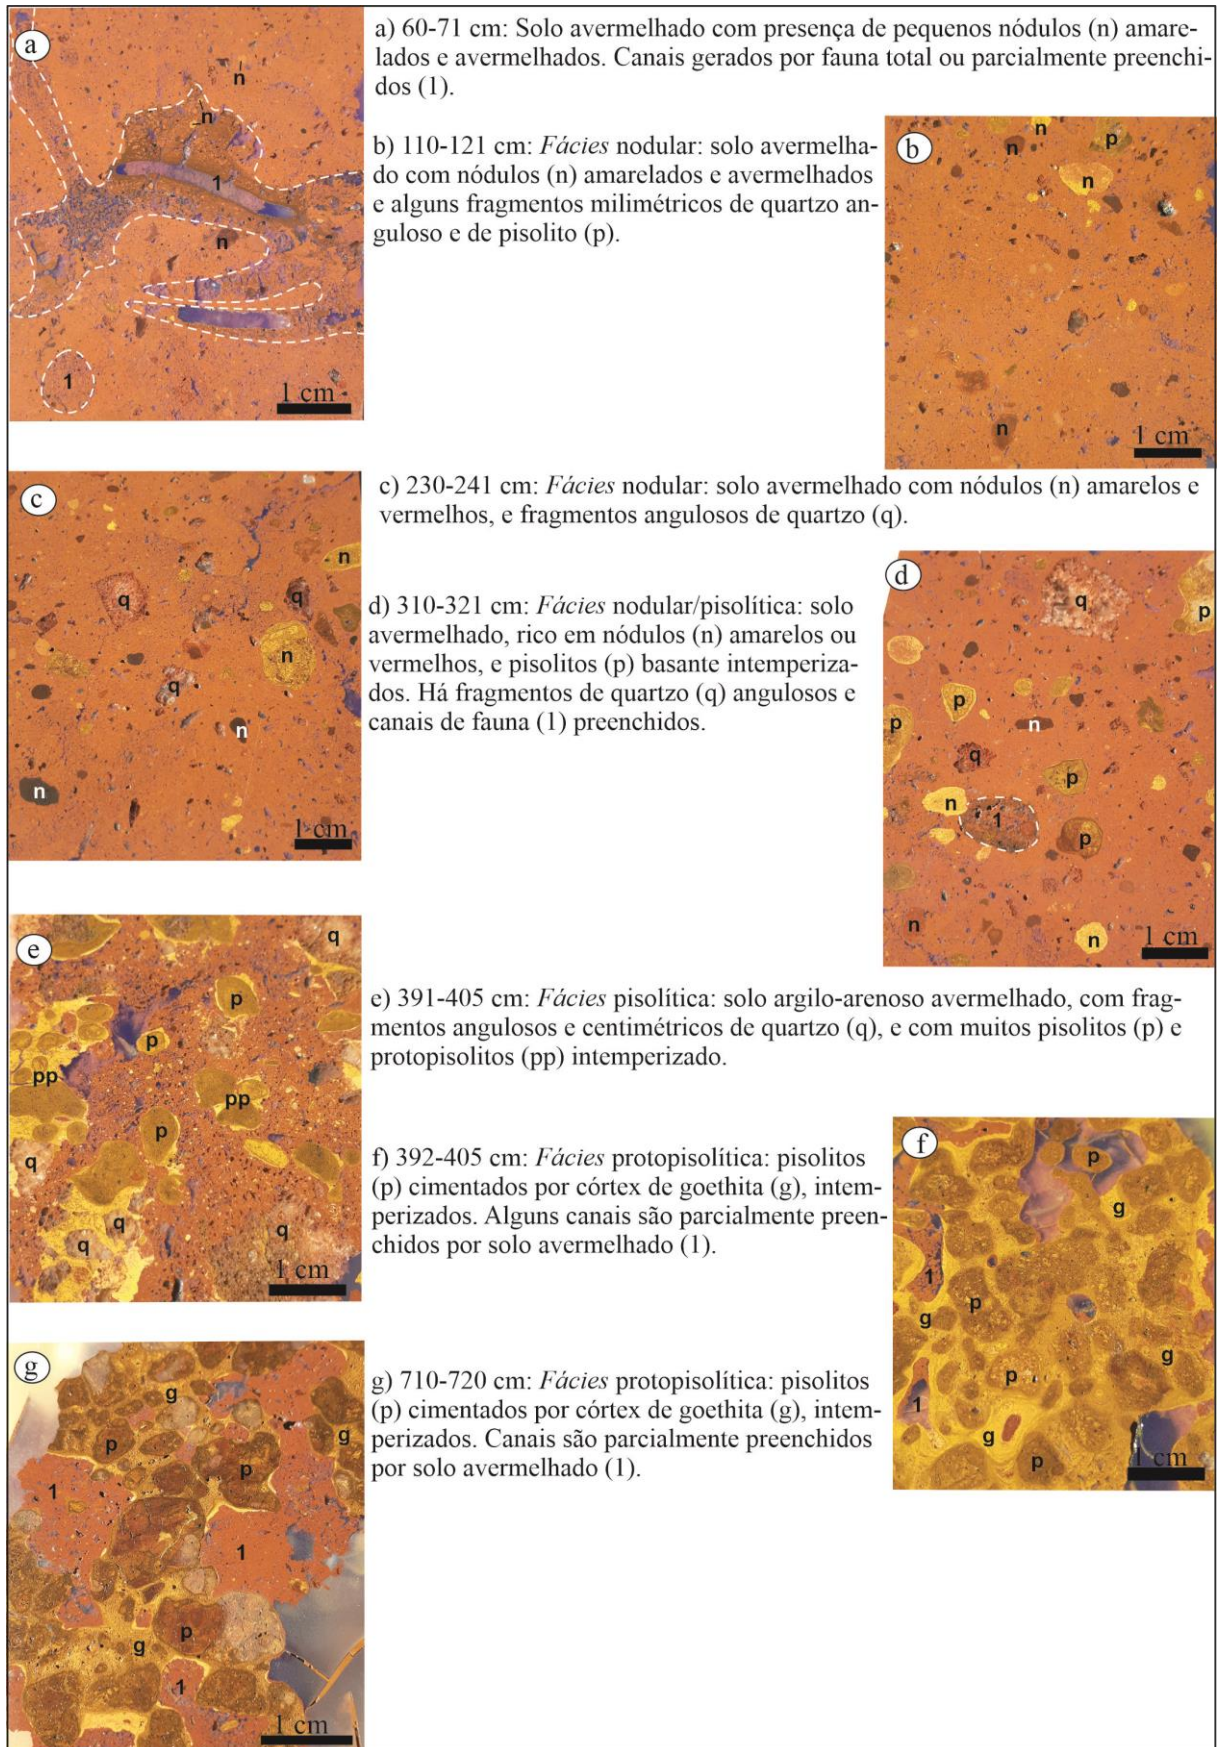 a
n
n
1
n
1
1 cm
a) 60-71 cm: Solo avermelhado com presença de pequenos nódulos (n) amare-
lados e avermelhados. Canais gerados por fauna total ou parcialmente preenchi-
dos (1).
b) 110-121 cm: Fácies nodular: solo avermelha-
do com nódulos (n) amarelados e avermelhados
e alguns fragmentos milimétricos de quartzo an-
guloso e de pisolito (p).
b
n
n
p
n
n
1 cm
c
n
q
q
n
q
n
n
1 cm
c) 230-241 cm: Fácies nodular: solo avermelhado com nódulos (n) amarelos e
vermelhos, e fragmentos angulosos de quartzo (q).
d) 310-321 cm: Fácies nodular/pisolítica: solo
avermelhado, rico em nódulos (n) amarelos ou
vermelhos, e pisolitos (p) basante intemperiza-
dos. Há fragmentos de quartzo (q) angulosos e
canais de fauna (1) preenchidos.
d
q
p
p
n
p
q
p
n
1
p
n
n
1 cm
e
q
p
p
pp
pp
p
q
q
q
q
1 cm
e) 391-405 cm: Fácies pisolítica: solo argilo-arenoso avermelhado, com frag-
mentos angulosos e centimétricos de quartzo (q), e com muitos pisolitos (p) e
protopisolitos (pp) intemperizado.
f) 392-405 cm: Fácies protopisolítica: pisolitos
(p) cimentados por córtex de goethita (g), intem-
perizados. Alguns canais são parcialmente preen-
chidos por solo avermelhado (1).
f
p
g
1
p
g
g
p
1
g
p
1 cm
g
g
p
g
p
1
1
g
p
1
1 cm
g) 710-720 cm: Fácies protopisolítica: pisolitos
(p) cimentados por córtex de goethita (g), intem-
perizados. Canais são parcialmente preenchidos
por solo avermelhado (1).